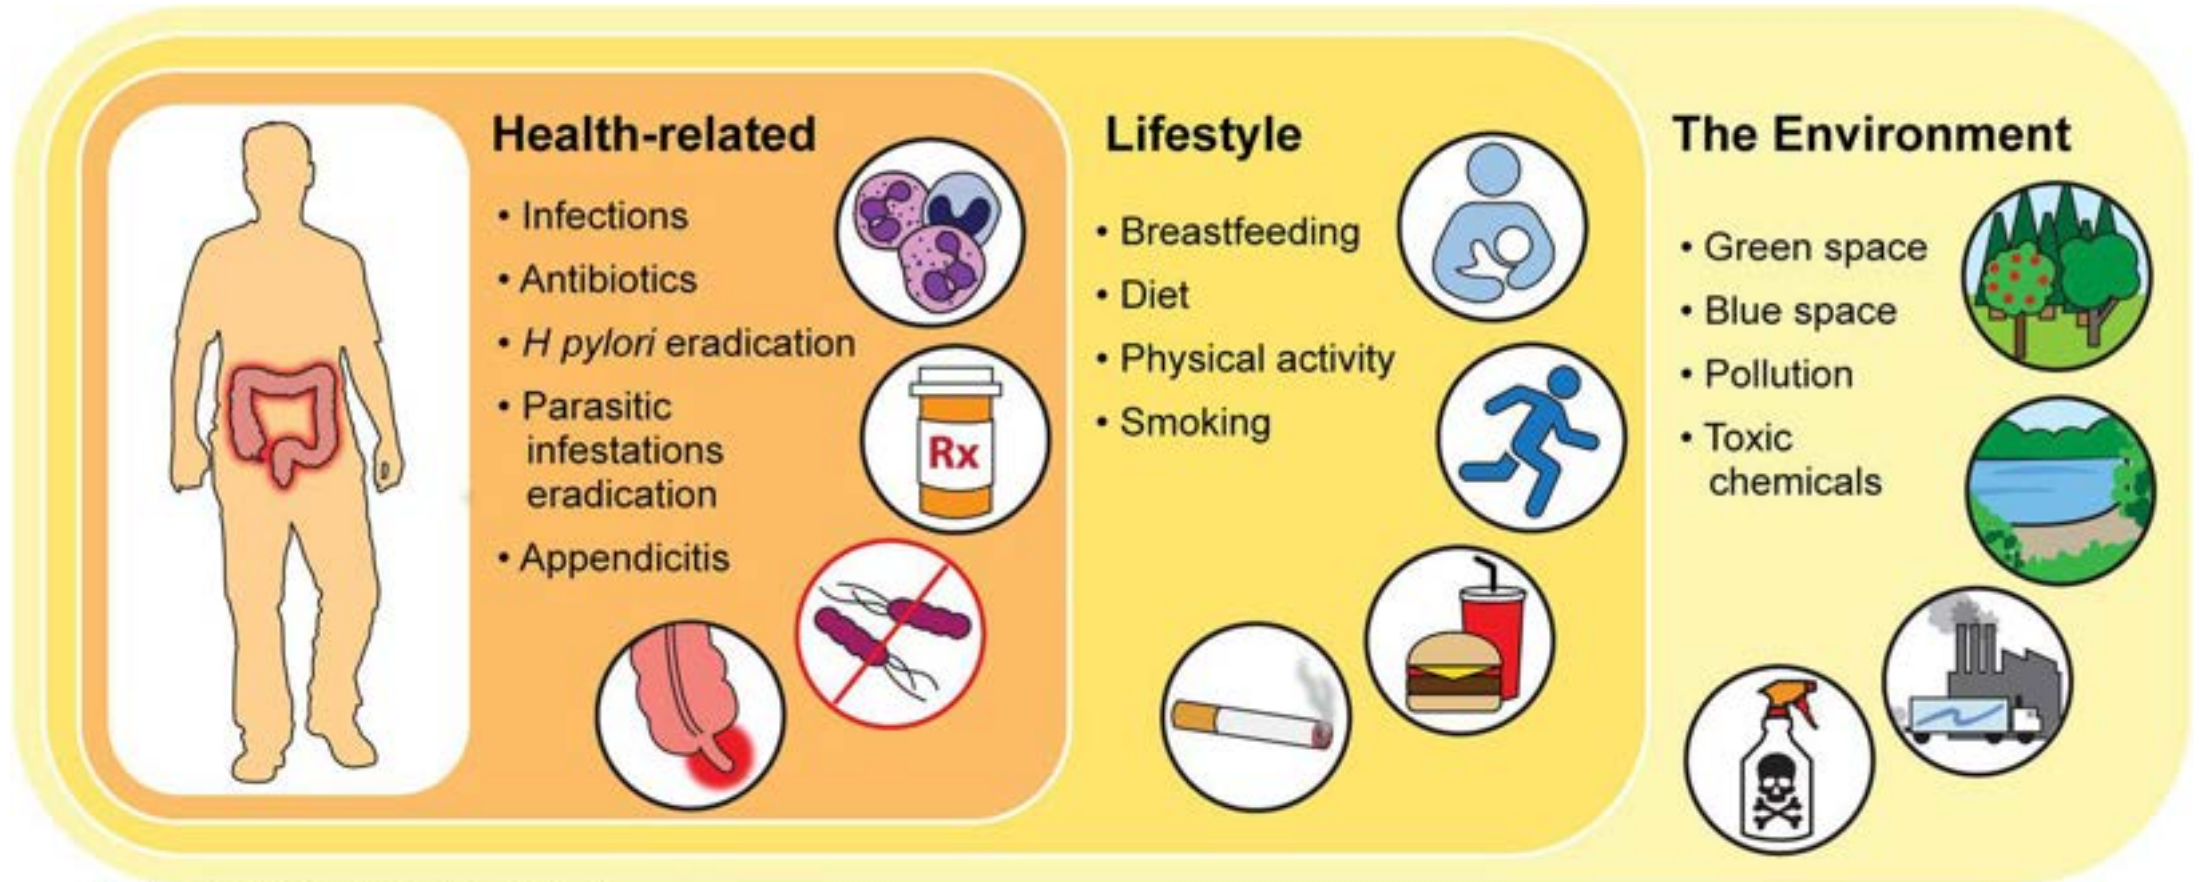 Health-related
• Infections
• Antibiotics
• H pylori eradication
• Parasitic
infestations
eradication
• Appendicitis
Rx
Lifestyle
• Breastfeeding
• Diet
• Physical activity
• Smoking
The Environment
• Green space
• Blue space
• Pollution
• Toxic
chemicals